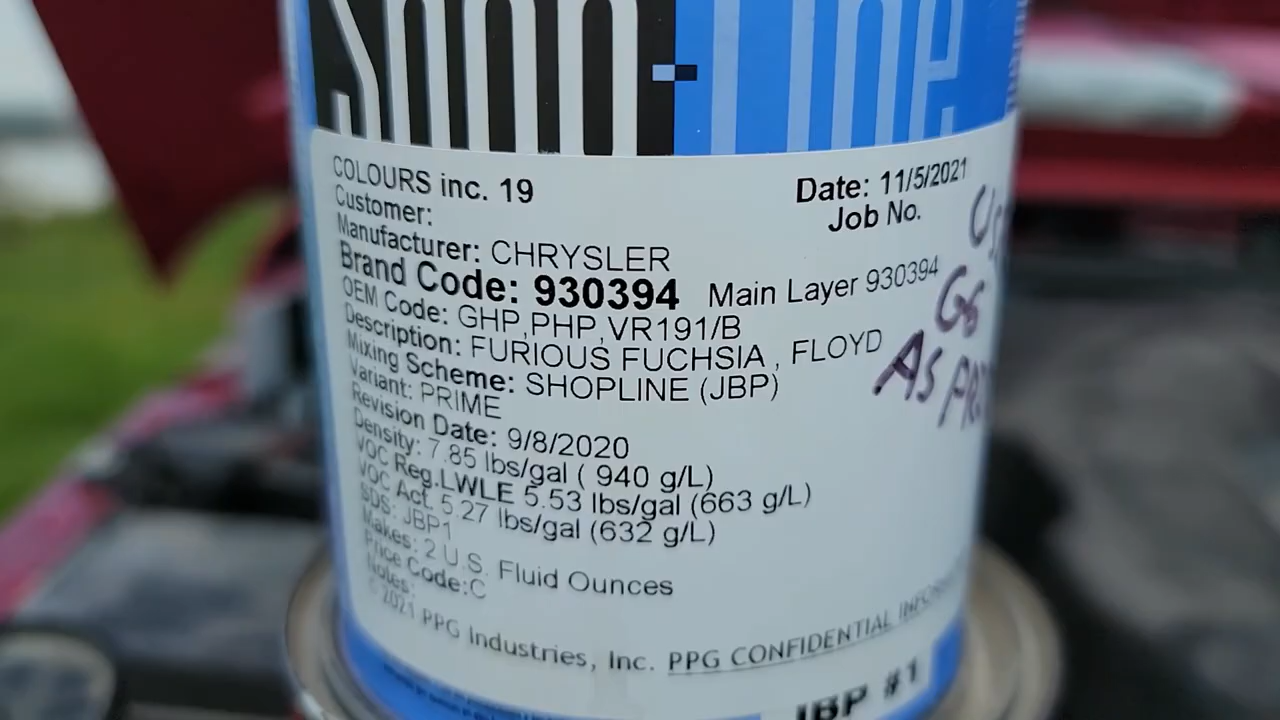 Shop-Line
COLOURS inc. 19
Date: 11/5/2021
Customer:
Job No.
Manufacturer: CHRYSLER
Brand Code: 930394 Main Layer 930394
OEM Code: GHP,PHP,VR191/B
Description: FURIOUS FUCHSIA , FLOYD
Mixing Scheme: SHOPLINE (JBP)
Variant: PRIME
Revision Date: 9/8/2020
Density: 7.85 lbs/gal ( 940 g/L)
VOC Reg.LWLE 5.53 lbs/gal (663 g/L)
VOC Act. 5.27 lbs/gal (632 g/L)
SDS: JBP1
Makes: 2 U.S. Fluid Ounces
Price Code:C
Notes:
©2021 PPG Industries, Inc. PPG CONFIDENTIAL
JBP #1
G8
AS